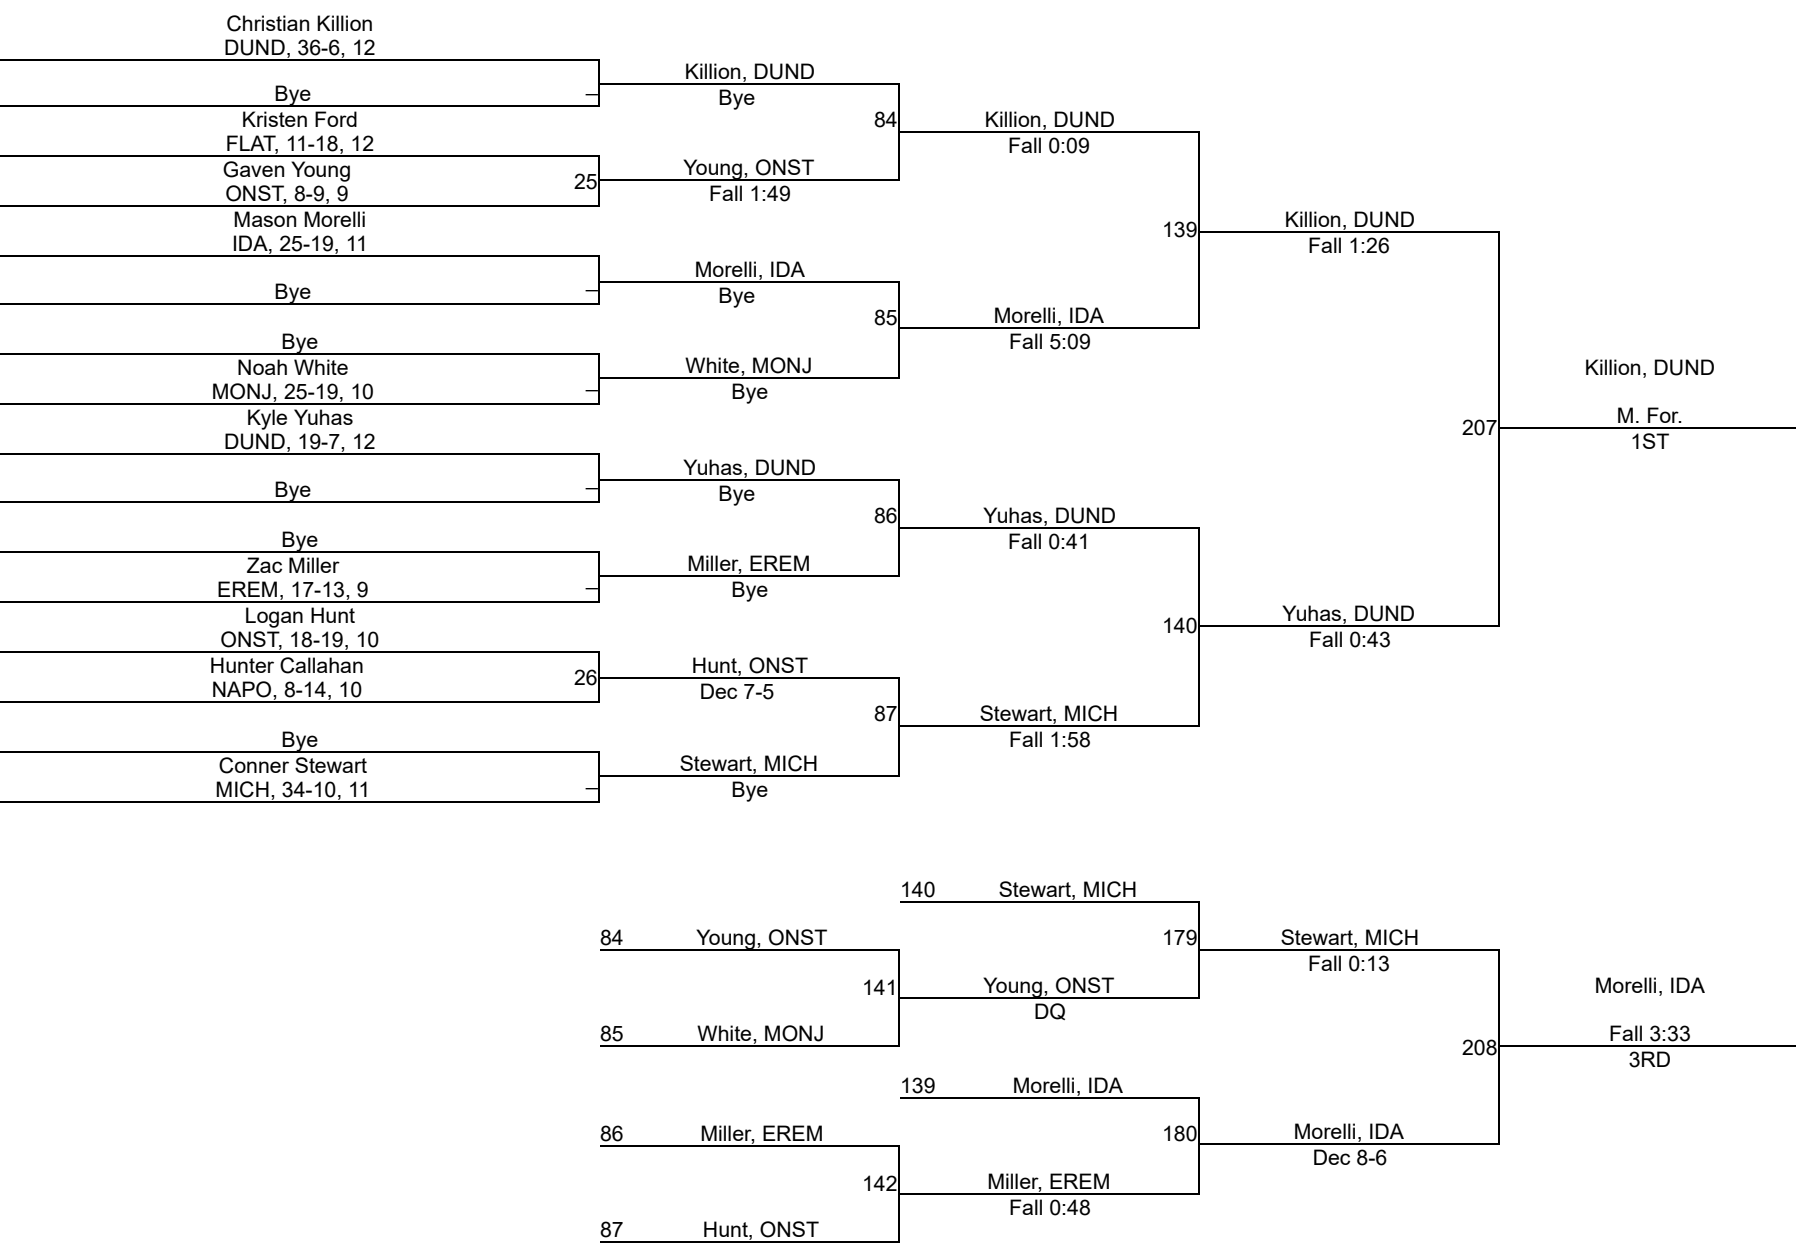 Christian Killion
DUND, 36-6, 12
Bye
–
Kristen Ford
FLAT, 11-18, 12
Gaven Young
ONST, 8-9, 9
25
Mason Morelli
IDA, 25-19, 11
Bye
–
Bye
Noah White
MONJ, 25-19, 10
–
Kyle Yuhas
DUND, 19-7, 12
Bye
–
Bye
Zac Miller
EREM, 17-13, 9
–
Logan Hunt
ONST, 18-19, 10
Hunter Callahan
NAPO, 8-14, 10
26
Bye
Conner Stewart
MICH, 34-10, 11
–
Killion, DUND
Bye
84
Young, ONST
Fall 1:49
Morelli, IDA
Bye
85
White, MONJ
Bye
Yuhas, DUND
Bye
86
Miller, EREM
Bye
Hunt, ONST
Dec 7-5
87
Stewart, MICH
Bye
Killion, DUND
Fall 0:09
139
Morelli, IDA
Fall 5:09
Yuhas, DUND
Fall 0:41
140
Stewart, MICH
Fall 1:58
Killion, DUND
Fall 1:26
207
Yuhas, DUND
Fall 0:43
Killion, DUND
M. For.
1ST
140 Stewart, MICH
84 Young, ONST
141
85 White, MONJ
179
Young, ONST
DQ
139 Morelli, IDA
86 Miller, EREM
142
87 Hunt, ONST
180
Miller, EREM
Fall 0:48
Stewart, MICH
Fall 0:13
208
Morelli, IDA
Dec 8-6
Morelli, IDA
Fall 3:33
3RD